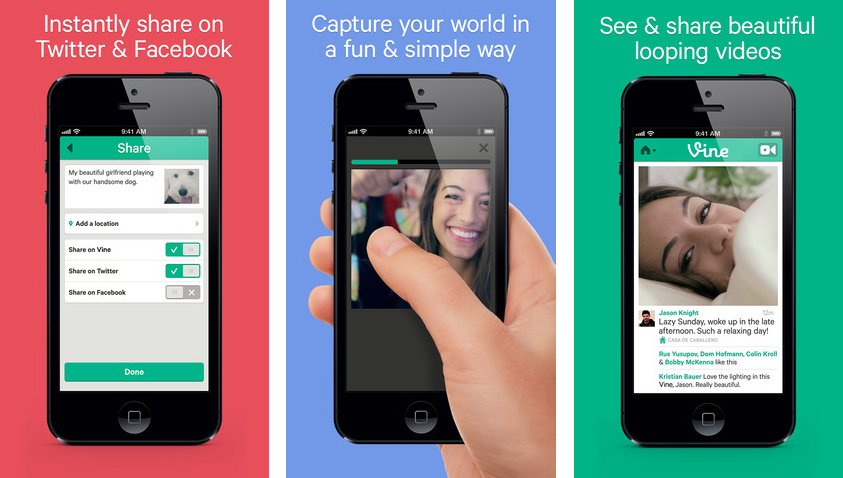 Instantly share on
Twitter & Facebook
9:41 AM
Share
My beautiful girlfriend playing
with our handsome dog.
Add a location
Share on Vine
Share on Twitter
Share on Facebook
Done
Capture your world in
a fun & simple way
9:41 AM
See & share beautiful
looping videos
9:41 AM
Vine
Jason Knight 12m
Lazy Sunday, woke up in the late
afternoon. Such a relaxing day!
CASA DE CABALLERO
Rus Yusupov, Dom Hofmann, Colin Kroll
& Bobby McKenna like this
Kristian Bauer Love the lighting in this
Vine, Jason. Really beautiful.